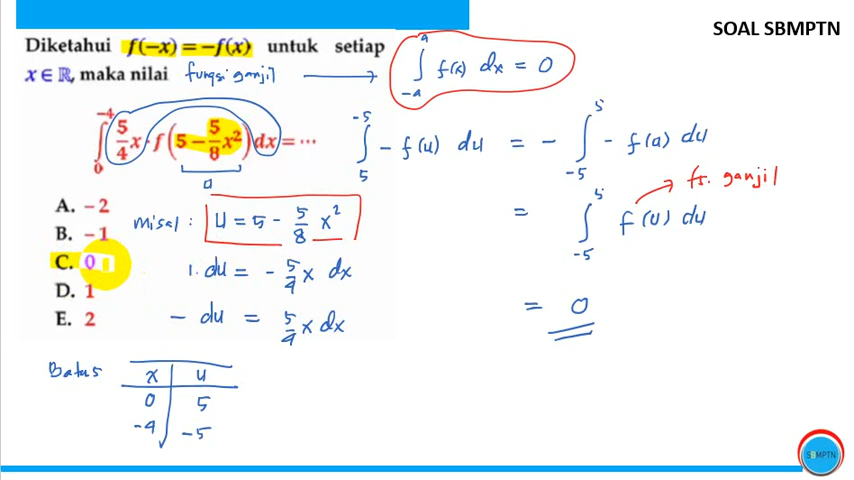 SOAL SBMPTN
Diketahui f(−x) = −f(x) untuk setiap
x ∈ ℝ, maka nilai fungsi ganjil ⟶ ∫_{-a}^{a} f(x) dx = 0
∫_{0}^{−4} 5/4 x · f(5 − 5/8 x²) dx = ⋯
u
A. −2
B. −1
C. 0
D. 1
E. 2
misal : u = 5 - 5/8 x²
1. du = - 5/4 x dx
- du = 5/4 x dx
Batas
x | u
0 | 5
-4 | -5
∫_{5}^{-5} - f(u) du = - ∫_{-5}^{5} - f(u) du
= ∫_{-5}^{5} f(u) du → fs. ganjil
= 0
SBMPTN